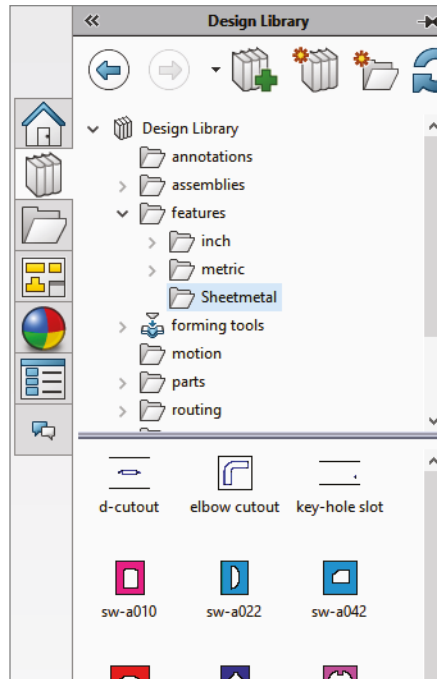 Design Library
Design Library
annotations
assemblies
features
inch
metric
Sheetmetal
forming tools
motion
parts
routing
d-cutout elbow cutout key-hole slot
sw-a010 sw-a022 sw-a042